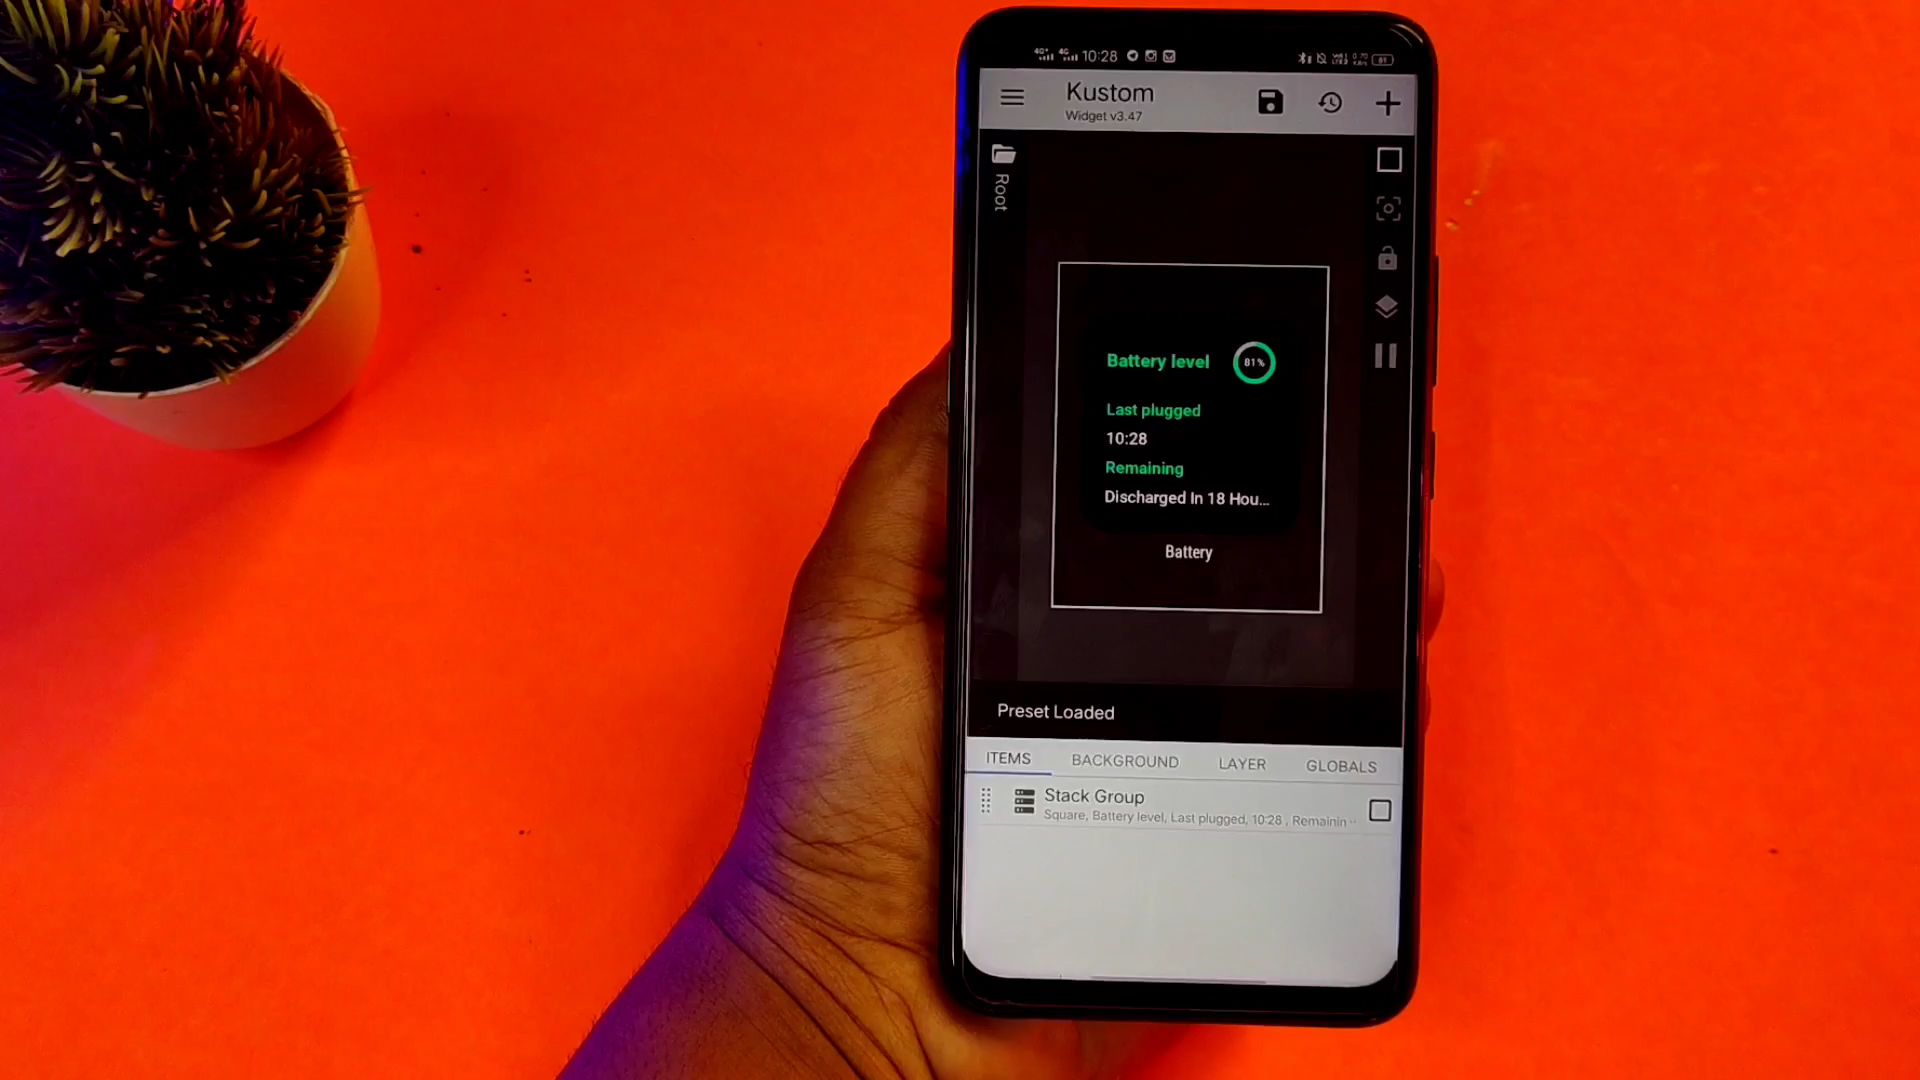 10:28
81
Kustom
Widget v3.47
Root
Battery level
81%
Last plugged
10:28
Remaining
Discharged In 18 Hou...
Battery
Preset Loaded
ITEMS BACKGROUND LAYER GLOBALS
Stack Group
Square, Battery level, Last plugged, 10:28 , Remainin